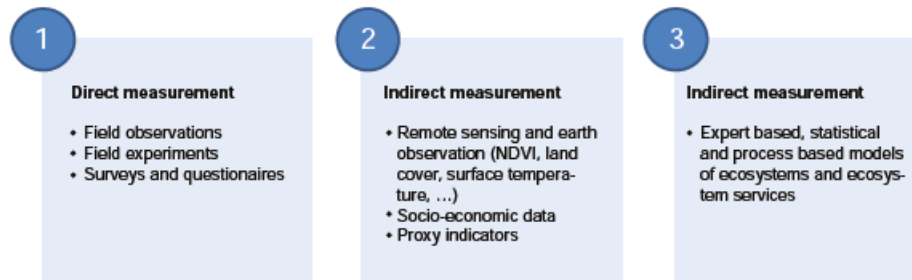 1
Direct measurement
• Field observations
• Field experiments
• Surveys and questionaires
2
Indirect measurement
• Remote sensing and earth
observation (NDVI, land
cover, surface tempera-
ture, ...)
• Socio-economic data
• Proxy indicators
3
Indirect measurement
• Expert based, statistical
and process based models
of ecosystems and ecosys-
tem services